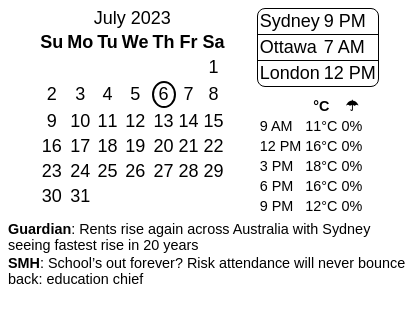 July 2023
Su Mo Tu We Th Fr Sa
1
2 3 4 5 6 7 8
9 10 11 12 13 14 15
16 17 18 19 20 21 22
23 24 25 26 27 28 29
30 31
Sydney 9 PM
Ottawa 7 AM
London 12 PM
°C ☂
9 AM 11°C 0%
12 PM 16°C 0%
3 PM 18°C 0%
6 PM 16°C 0%
9 PM 12°C 0%
Guardian: Rents rise again across Australia with Sydney
seeing fastest rise in 20 years
SMH: School’s out forever? Risk attendance will never bounce
back: education chief